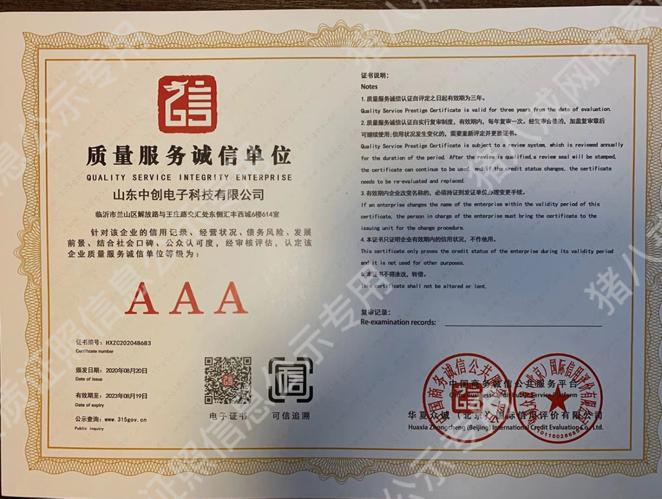 质量服务诚信单位
QUALITY SERVICE INTEGRITY ENTERPRISE
山东中创电子科技有限公司
临沂市兰山区解放路与王庄路交汇处东侧汇丰西城6楼614室
针对该企业的信用记录、经营状况、债务风险、发展
前景、结合社会口碑、公众认可度，经审核评估，认定该
企业质量服务诚信单位等级为：
AAA
证书编号：HXZC202048683
Certificate number
颁发日期：2020年08月20日
Date of issue
有效期至：2023年08月19日
Date of expiry
公示查询：www.315gov.cn
Public inquiry
电子证书
可信追溯
证书说明：
Notes
1.质量服务诚信认证自评定之日起有效期为三年。
Quality Service Prestige Certificate is valid for three years from the date of evaluation.
2.质量服务诚信认证自实行复审制度，有效期内，每年复审一次。经复审合格的，加盖复审章后
可继续使用；信用状况发生变化的，需要重新评定并更换证书。
Quality Service Prestige Certificate is subject to a review system, which is reviewed annually
for the duration of the period. After the review is qualified,a review seal will be stamped,
the certificate can continue to be used. If the credit status changes, the certificate
needs to be re-evaluated and replaced.
3.有效期内企业改变名称的，必须持证到发证单位办理变更手续。
If an enterprise changes the name of the enterprise within the validity period of this
certificate, the person in charge of the enterprise must bring the certificate to the
issuing unit for the change procedure.
4.本证书只证明企业有效期内的信用状况，不作他用。
This certificate only proves the credit status of the enterprise during its validity period
and it is not used for other purposes.
5.本证书不得涂改，转借。
This certificate shall not be altered or lent.
复审记录：
Re-examination records:
中国商务诚信公共服务平台
华夏众诚（北京）国际信用评价有限公司
Huaxia Zhongcheng (Beijing) International Credit Evaluation Co., Ltd